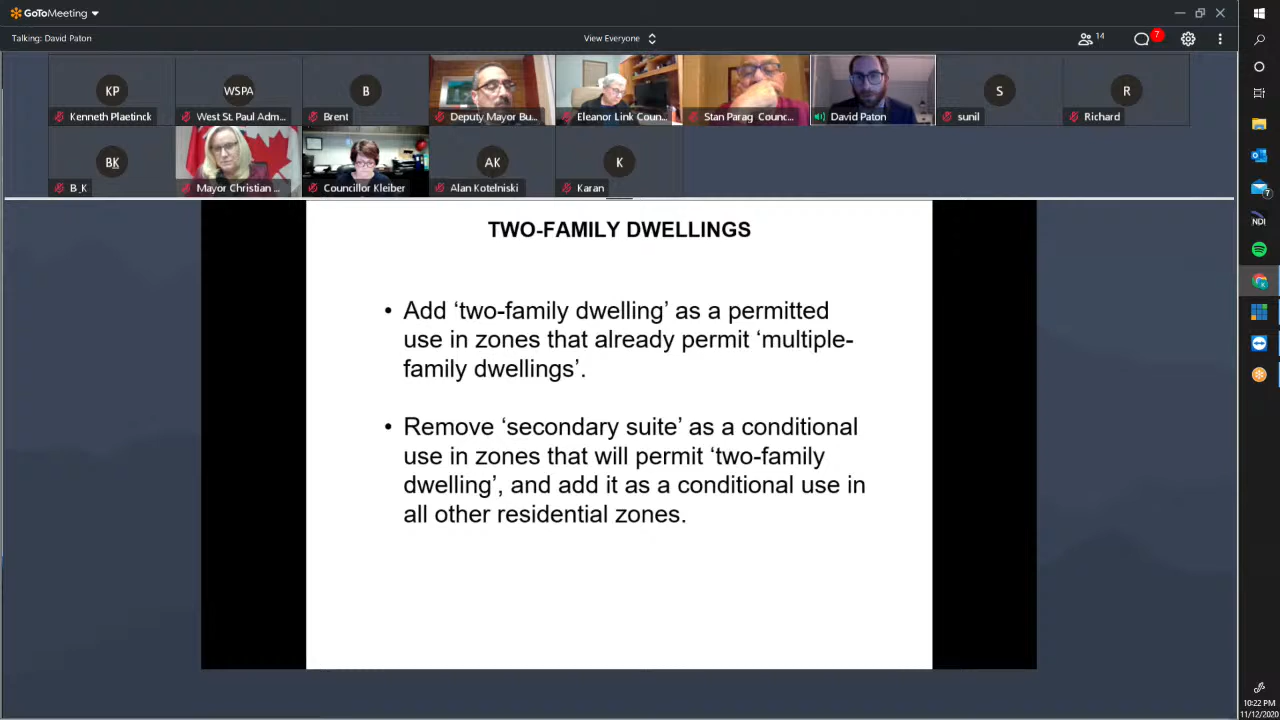 GoToMeeting
Talking: David Paton
View Everyone
14
7
KP
WSPA
B
S
R
Kenneth Plaetinck
West St. Paul Adm...
Brent
Deputy Mayor Bu...
Eleanor Link Coun...
Stan Parag Counc...
David Paton
sunil
Richard
BK
AK
K
B_K
Mayor Christian ...
Councillor Kleiber
Alan Kotelniski
Karan
7
NDI
TWO-FAMILY DWELLINGS
• Add ‘two-family dwelling’ as a permitted
use in zones that already permit ‘multiple-
family dwellings’.
• Remove ‘secondary suite’ as a conditional
use in zones that will permit ‘two-family
dwelling’, and add it as a conditional use in
all other residential zones.
10:22 PM
11/12/2020